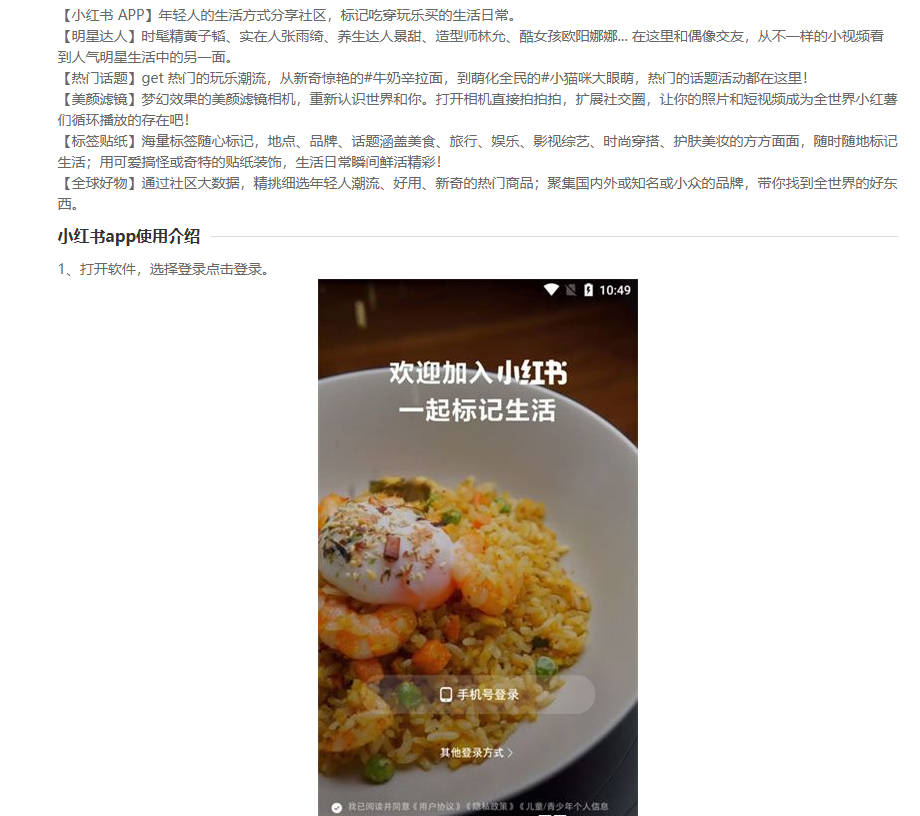 【小红书 APP】年轻人的生活方式分享社区，标记吃穿玩乐买的生活日常。
【明星达人】时髦精黄子韬、实在人张雨绮、养生达人景甜、造型师林允、酷女孩欧阳娜娜... 在这里和偶像交友，从不一样的小视频看
到人气明星生活中的另一面。
【热门话题】get 热门的玩乐潮流，从新奇惊艳的#牛奶辛拉面，到萌化全民的#小猫咪大眼萌，热门的话题活动都在这里！
【美颜滤镜】梦幻效果的美颜滤镜相机，重新认识世界和你。打开相机直接拍拍拍，扩展社交圈，让你的照片和短视频成为全世界小红薯
们循环播放的存在吧！
【标签贴纸】海量标签随心标记，地点、品牌、话题涵盖美食、旅行、娱乐、影视综艺、时尚穿搭、护肤美妆的方方面面，随时随地标记
生活；用可爱搞怪或奇特的贴纸装饰，生活日常瞬间鲜活精彩！
【全球好物】通过社区大数据，精挑细选年轻人潮流、好用、新奇的热门商品；聚集国内外或知名或小众的品牌，带你找到全世界的好东
西。
小红书app使用介绍
1、打开软件，选择登录点击登录。
10:49
欢迎加入小红书
一起标记生活
手机号登录
其他登录方式
我已阅读并同意《用户协议》《隐私政策》《儿童/青少年个人信息